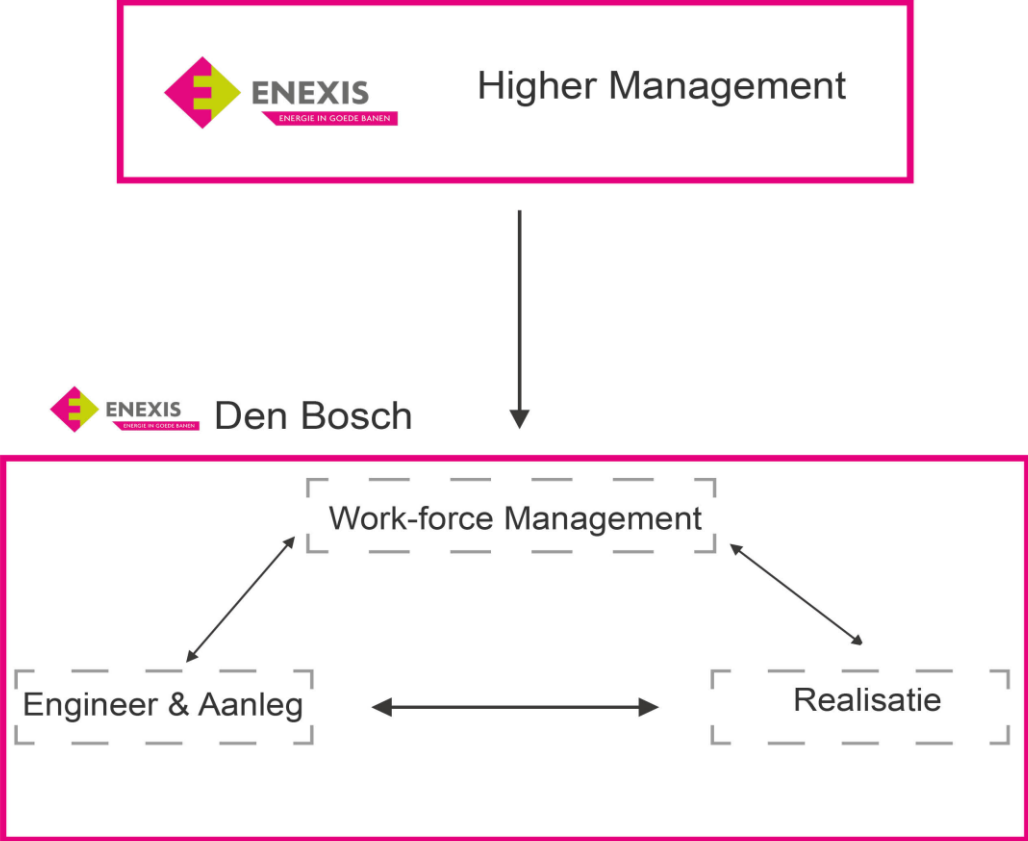 ENEXIS
ENERGIE IN GOEDE BANEN
Higher Management
ENEXIS
ENERGIE IN GOEDE BANEN
Den Bosch
Work-force Management
Engineer & Aanleg
Realisatie